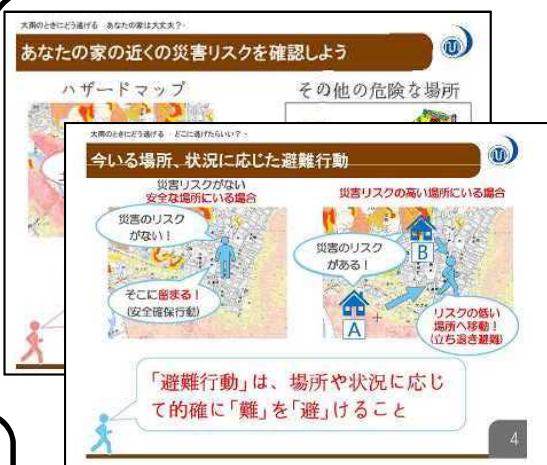 大雨のときにどう逃げる -あなたの家は大丈夫?-
あなたの家の近くの災害リスクを確認しよう
ハザードマップ
その他の危険な場所
大雨のときにどう逃げる -どこに逃げたらいい?-
今いる場所、状況に応じた避難行動
災害リスクがない
安全な場所にいる場合
災害のリスク
がない!
そこに留まる!
(安全確保行動)
災害リスクの高い場所にいる場合
災害のリスク
がある!
B
A
リスクの低い
場所へ移動!
(立ち退き避難)
「避難行動」は、場所や状況に応じ
て的確に「難」を「避」けること
4